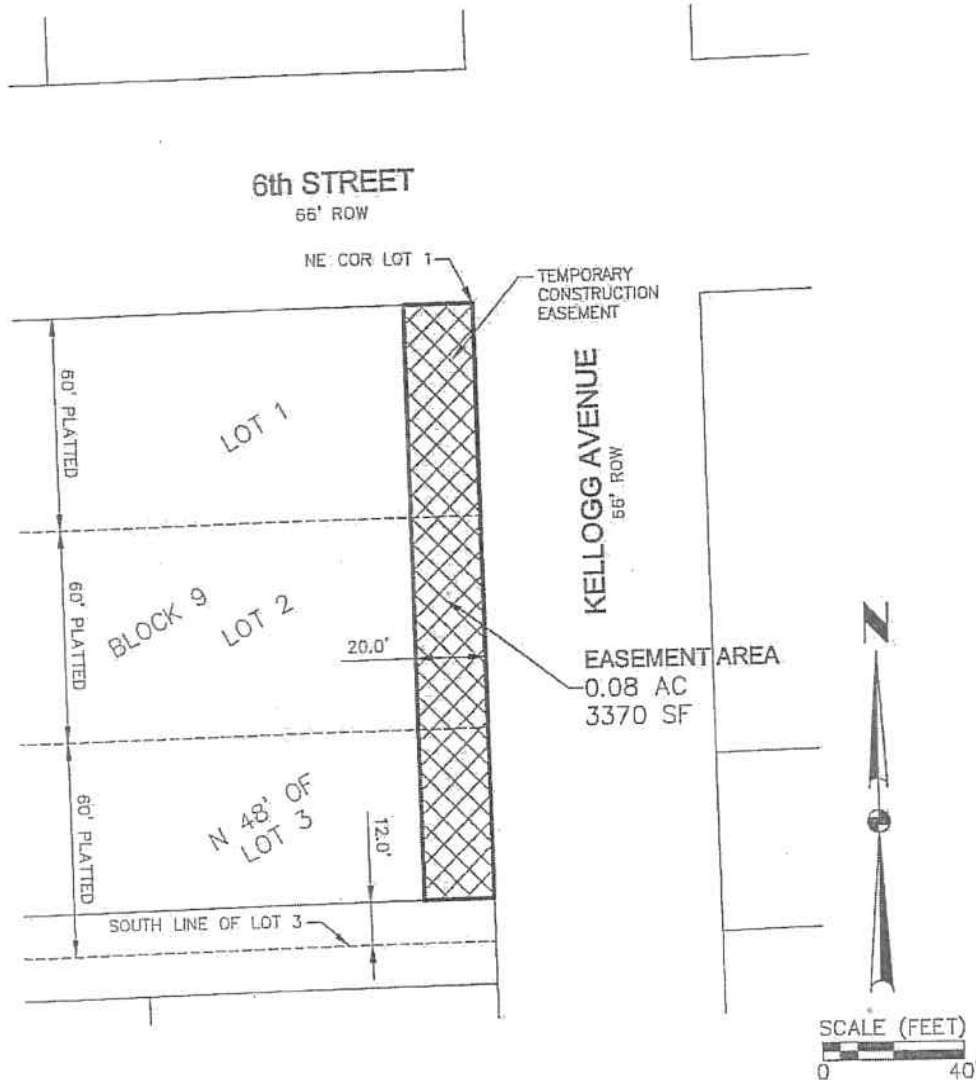 6th STREET
66' ROW
NE COR LOT 1
TEMPORARY
CONSTRUCTION
EASEMENT
60' PLATTED
LOT 1
KELLOGG AVENUE
66' ROW
60' PLATTED
BLOCK 9
LOT 2
20.0'
N
EASEMENT AREA
0.08 AC
3370 SF
60' PLATTED
N 48' OF
LOT 3
12.0'
SOUTH LINE OF LOT 3
SCALE (FEET)
0 40'